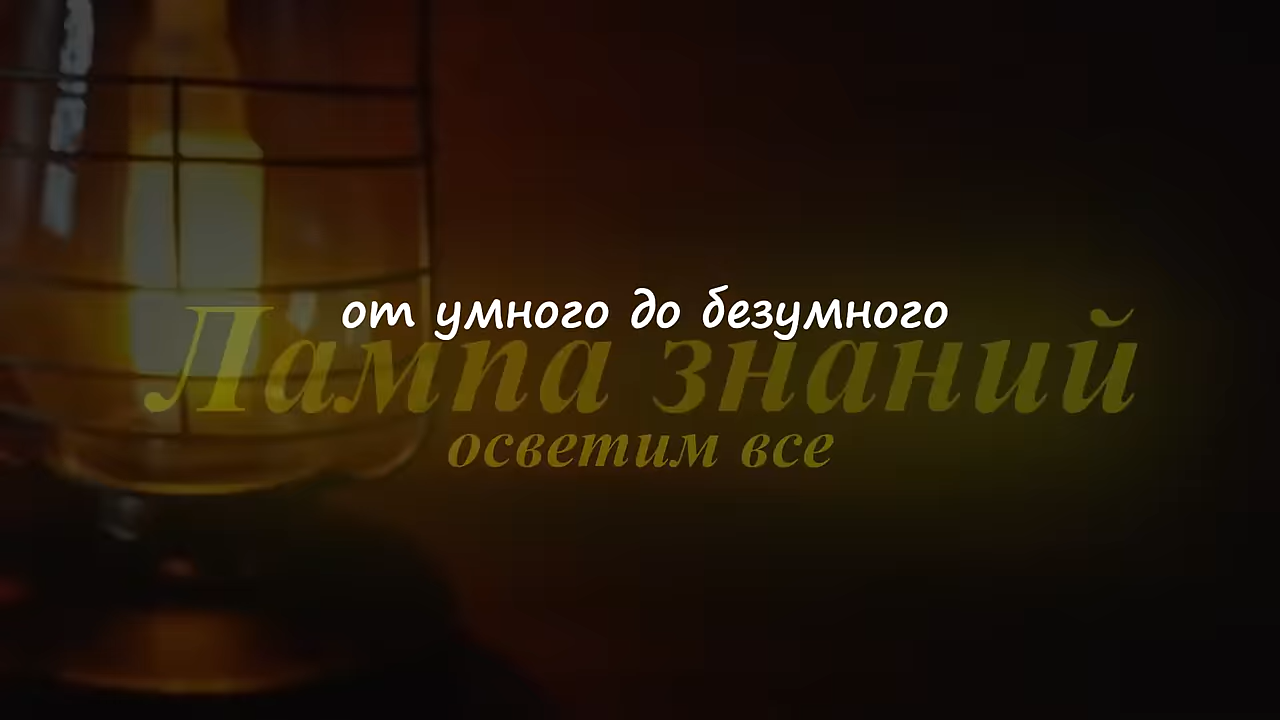 от умного до безумного
Лампа знаний
осветим все